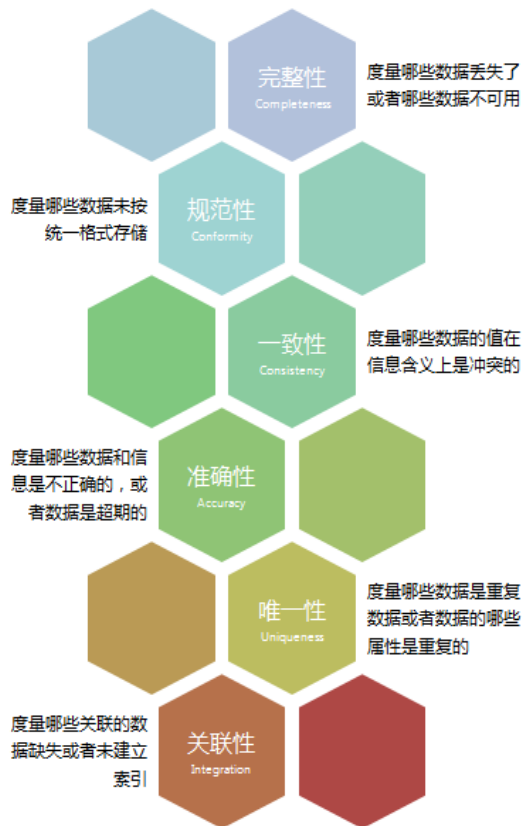 完整性
Completeness
度量哪些数据丢失了
或者哪些数据不可用
度量哪些数据未按
统一格式存储
规范性
Conformity
一致性
Consistency
度量哪些数据的值在
信息含义上是冲突的
度量哪些数据和信
息是不正确的，或
者数据是超期的
准确性
Accuracy
唯一性
Uniqueness
度量哪些数据是重复
数据或者数据的哪些
属性是重复的
度量哪些关联的数
据缺失或者未建立
索引
关联性
Integration